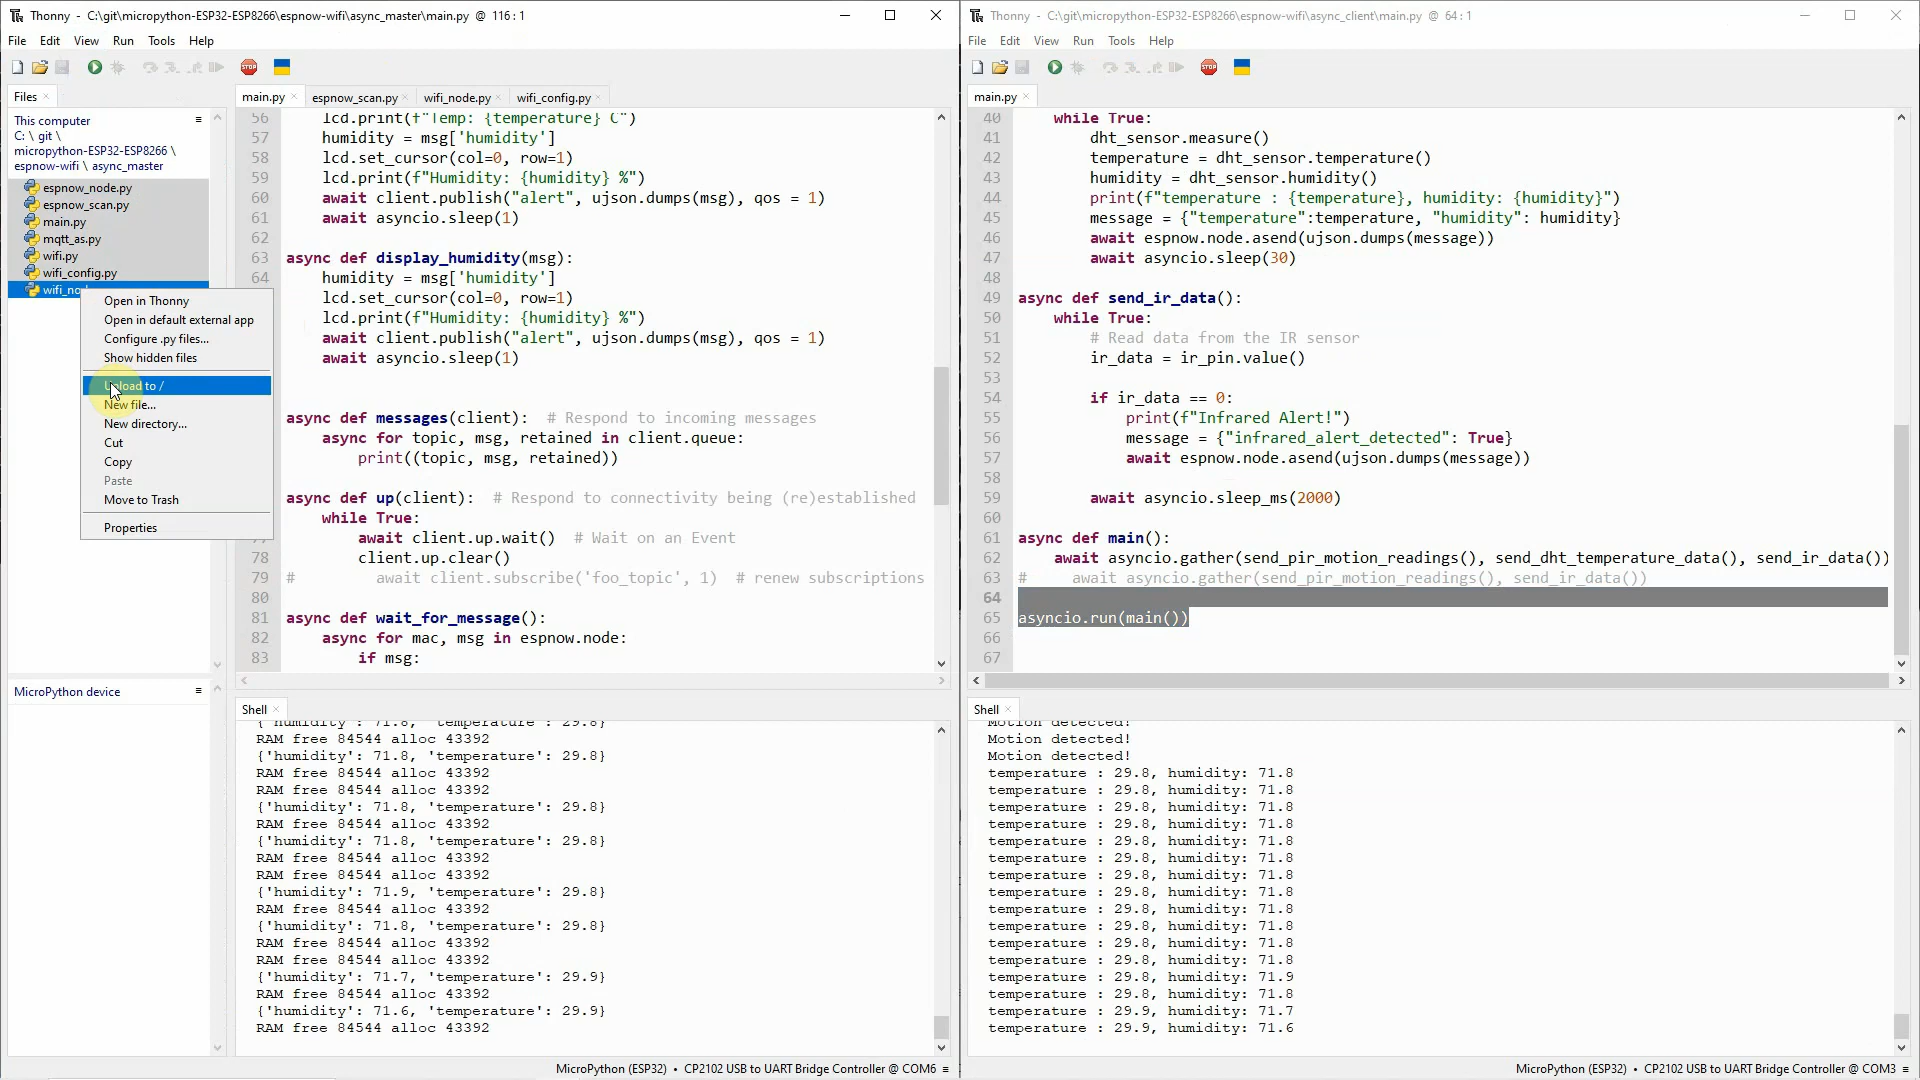 Thonny - C:\git\micropython-ESP32-ESP8266\espnow-wifi\async_master\main.py @ 116:1
File Edit View Run Tools Help
STOP
Files ×
This computer
C: \ git \
micropython-ESP32-ESP8266 \
espnow-wifi \ async_master
espnow_node.py
espnow_scan.py
main.py
mqtt_as.py
wifi.py
wifi_config.py
Open in Thonny
Open in default external app
Configure .py files...
Show hidden files
Upload to /
New file...
New directory...
Cut
Copy
Paste
Move to Trash
Properties
MicroPython device
main.py × espnow_scan.py × wifi_node.py × wifi_config.py ×
56 lcd.print(f"Temp: {temperature} C")
57 humidity = msg['humidity']
58 lcd.set_cursor(col=0, row=1)
59 lcd.print(f"Humidity: {humidity} %")
60 await client.publish("alert", ujson.dumps(msg), qos = 1)
61 await asyncio.sleep(1)
62
63 async def display_humidity(msg):
64 humidity = msg['humidity']
lcd.set_cursor(col=0, row=1)
lcd.print(f"Humidity: {humidity} %")
await client.publish("alert", ujson.dumps(msg), qos = 1)
await asyncio.sleep(1)
async def messages(client): # Respond to incoming messages
async for topic, msg, retained in client.queue:
print((topic, msg, retained))
async def up(client): # Respond to connectivity being (re)established
while True:
await client.up.wait() # Wait on an Event
78 client.up.clear()
79 # await client.subscribe('foo_topic', 1) # renew subscriptions
80
81 async def wait_for_message():
82 async for mac, msg in espnow.node:
83 if msg:
Shell ×
{'humidity': 71.8, 'temperature': 29.8}
RAM free 84544 alloc 43392
{'humidity': 71.8, 'temperature': 29.8}
RAM free 84544 alloc 43392
RAM free 84544 alloc 43392
{'humidity': 71.8, 'temperature': 29.8}
RAM free 84544 alloc 43392
{'humidity': 71.8, 'temperature': 29.8}
RAM free 84544 alloc 43392
RAM free 84544 alloc 43392
{'humidity': 71.9, 'temperature': 29.8}
RAM free 84544 alloc 43392
{'humidity': 71.8, 'temperature': 29.8}
RAM free 84544 alloc 43392
RAM free 84544 alloc 43392
{'humidity': 71.7, 'temperature': 29.9}
RAM free 84544 alloc 43392
{'humidity': 71.6, 'temperature': 29.9}
RAM free 84544 alloc 43392
MicroPython (ESP32) • CP2102 USB to UART Bridge Controller @ COM6 ≡
Thonny - C:\git\micropython-ESP32-ESP8266\espnow-wifi\async_client\main.py @ 64:1
File Edit View Run Tools Help
STOP
main.py ×
40 while True:
41 dht_sensor.measure()
42 temperature = dht_sensor.temperature()
43 humidity = dht_sensor.humidity()
44 print(f"temperature : {temperature}, humidity: {humidity}")
45 message = {"temperature":temperature, "humidity": humidity}
46 await espnow.node.asend(ujson.dumps(message))
47 await asyncio.sleep(30)
48
49 async def send_ir_data():
50 while True:
51 # Read data from the IR sensor
52 ir_data = ir_pin.value()
53
54 if ir_data == 0:
55 print(f"Infrared Alert!")
56 message = {"infrared_alert_detected": True}
57 await espnow.node.asend(ujson.dumps(message))
58
59 await asyncio.sleep_ms(2000)
60
61 async def main():
62 await asyncio.gather(send_pir_motion_readings(), send_dht_temperature_data(), send_ir_data())
63 # await asyncio.gather(send_pir_motion_readings(), send_ir_data())
64
65 asyncio.run(main())
66
67
Shell ×
Motion detected!
Motion detected!
Motion detected!
temperature : 29.8, humidity: 71.8
temperature : 29.8, humidity: 71.8
temperature : 29.8, humidity: 71.8
temperature : 29.8, humidity: 71.8
temperature : 29.8, humidity: 71.8
temperature : 29.8, humidity: 71.8
temperature : 29.8, humidity: 71.8
temperature : 29.8, humidity: 71.8
temperature : 29.8, humidity: 71.8
temperature : 29.8, humidity: 71.8
temperature : 29.8, humidity: 71.8
temperature : 29.8, humidity: 71.8
temperature : 29.8, humidity: 71.9
temperature : 29.8, humidity: 71.8
temperature : 29.9, humidity: 71.7
temperature : 29.9, humidity: 71.6
MicroPython (ESP32) • CP2102 USB to UART Bridge Controller @ COM3 ≡